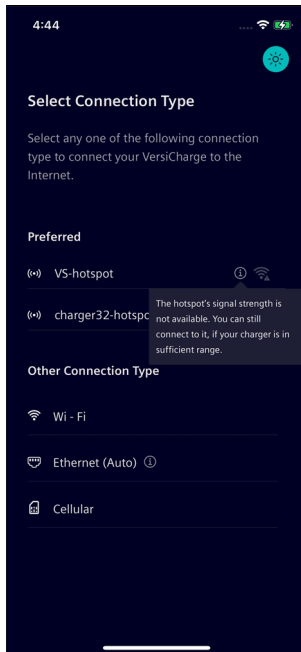 4:44
Select Connection Type
Select any one of the following connection
type to connect your VersiCharge to the
Internet.
Preferred
VS-hotspot
The hotspot's signal strength is
not available. You can still
connect to it, if your charger is in
sufficient range.
charger32-hotspo
Other Connection Type
Wi - Fi
Ethernet (Auto)
Cellular